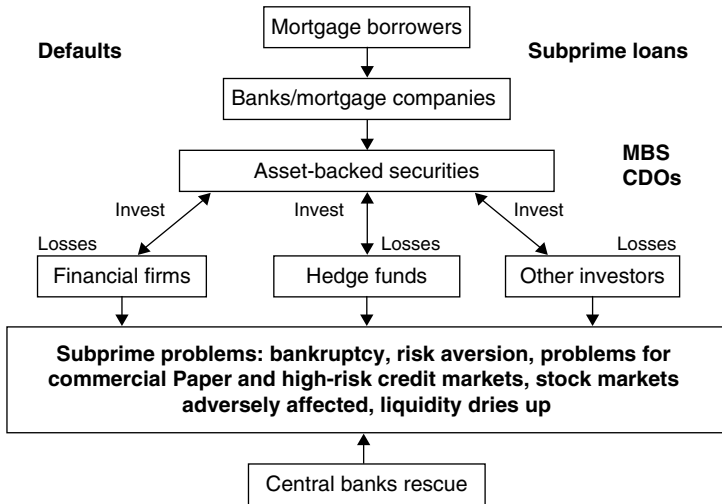 Mortgage borrowers
Defaults
Subprime loans
Banks/mortgage companies
Asset-backed securities
MBS
CDOs
Invest
Invest
Invest
Losses
Losses
Losses
Financial firms
Hedge funds
Other investors
Subprime problems: bankruptcy, risk aversion, problems for
commercial Paper and high-risk credit markets, stock markets
adversely affected, liquidity dries up
Central banks rescue